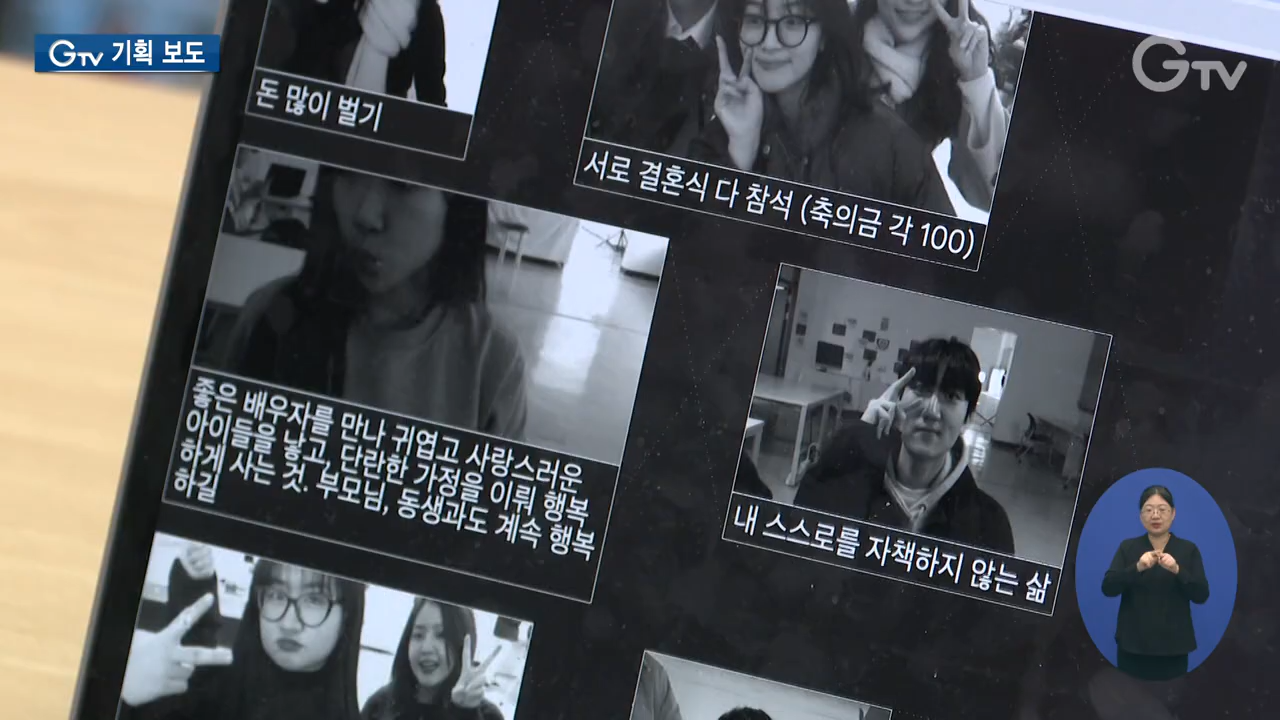 GTV 기획 보도
GTV
돈 많이 벌기
서로 결혼식 다 참석 (축의금 각 100)
좋은 배우자를 만나 귀엽고 사랑스러운
아이들을 낳고, 단란한 가정을 이뤄 행복
하게 사는 것. 부모님, 동생과도 계속 행복
하길
내 스스로를 자책하지 않는 삶